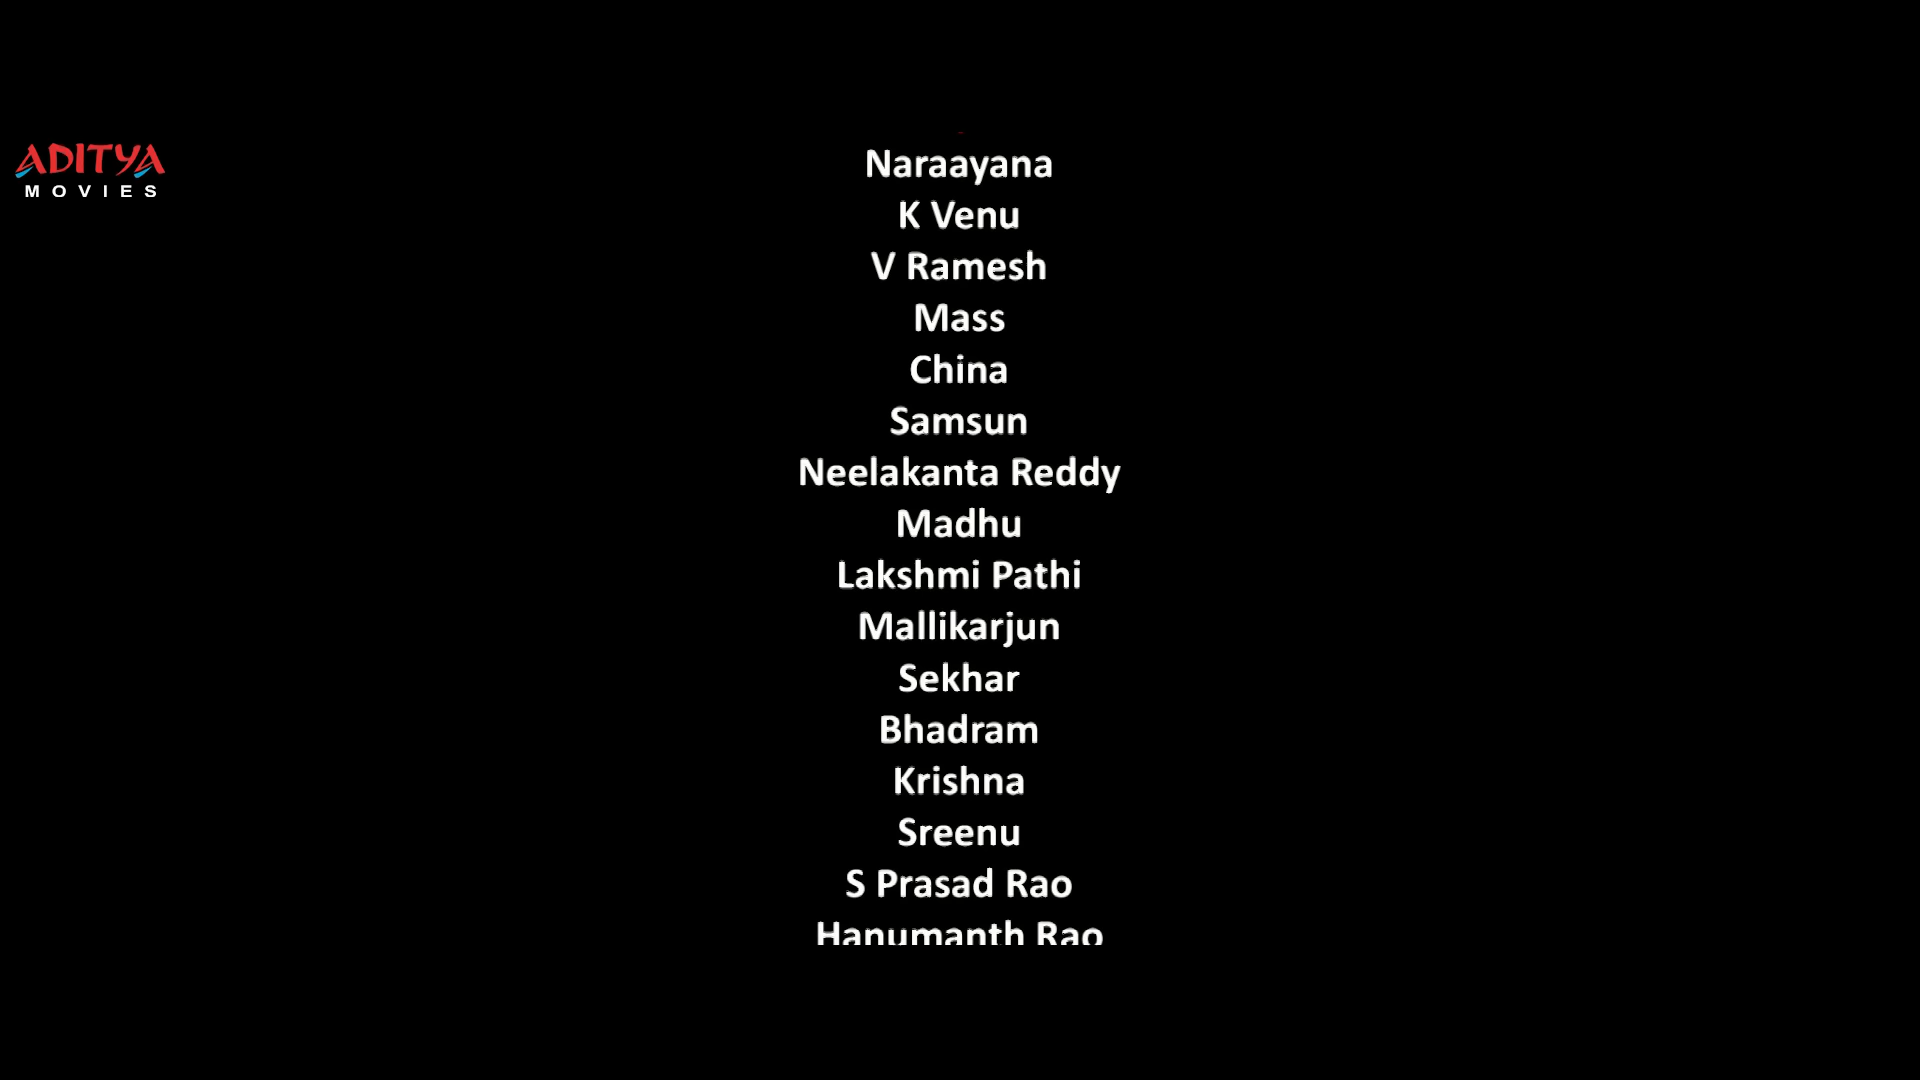 ADITYA
MOVIES
Naraayana
K Venu
V Ramesh
Mass
China
Samsun
Neelakanta Reddy
Madhu
Lakshmi Pathi
Mallikarjun
Sekhar
Bhadram
Krishna
Sreenu
S Prasad Rao
Hanumanth Rao